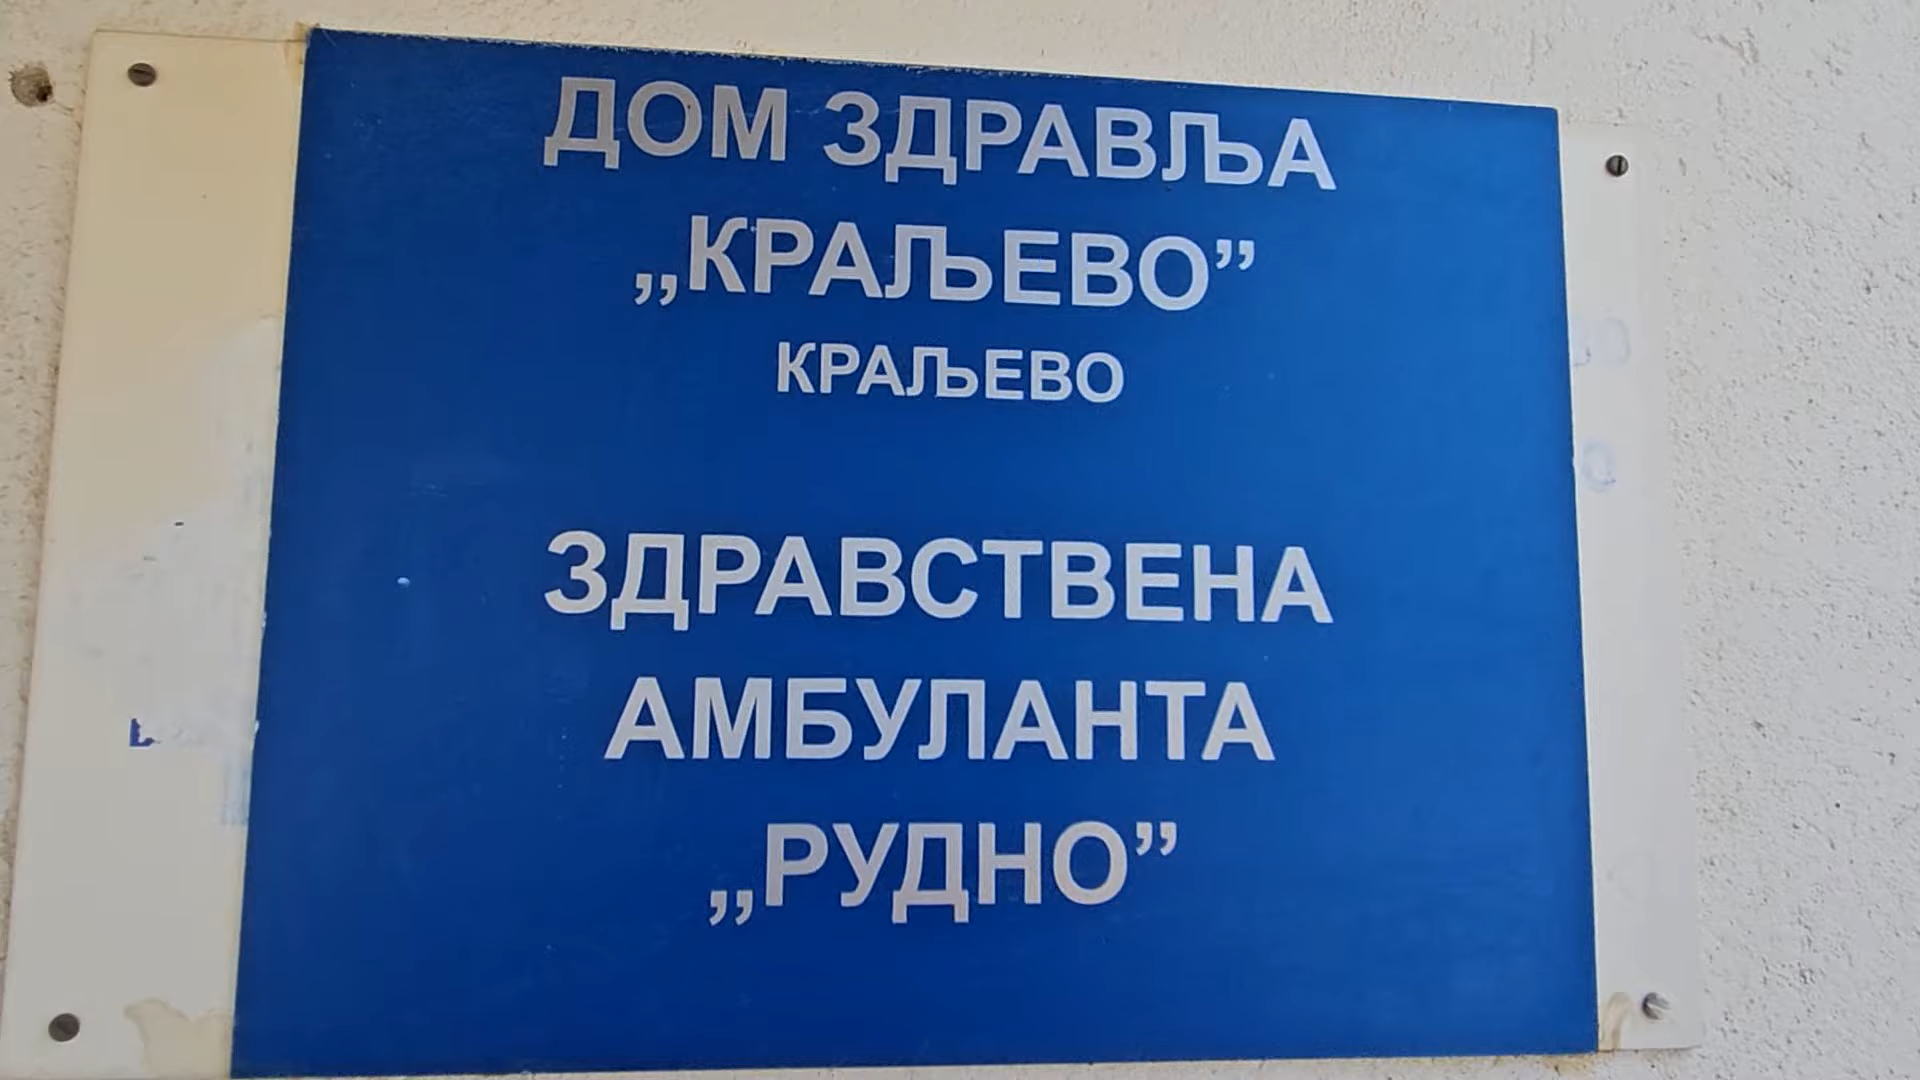 ДОМ ЗДРАВЉА
„КРАЉЕВО”
КРАЉЕВО
ЗДРАВСТВЕНА
АМБУЛАНТА
„РУДНО”